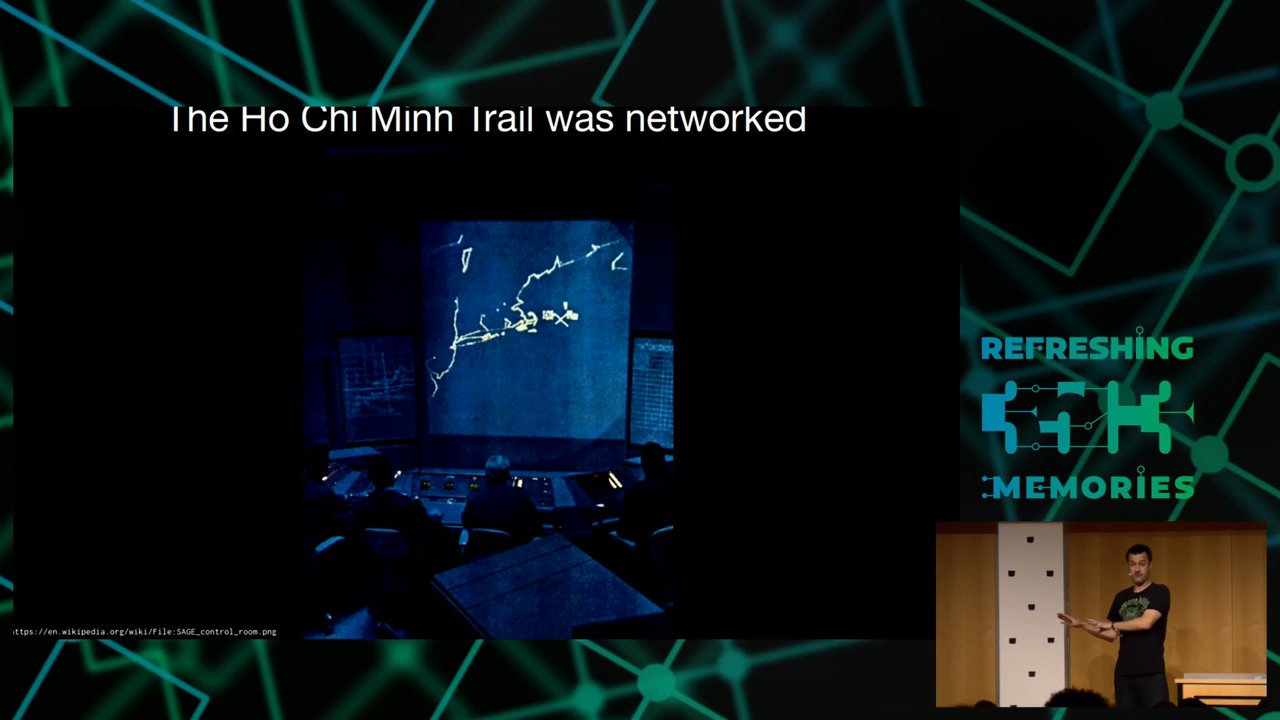 The Ho Chi Minh Trail was networked
REFRESHING
MEMORIES
https://en.wikipedia.org/wiki/File:SAGE_control_room.png